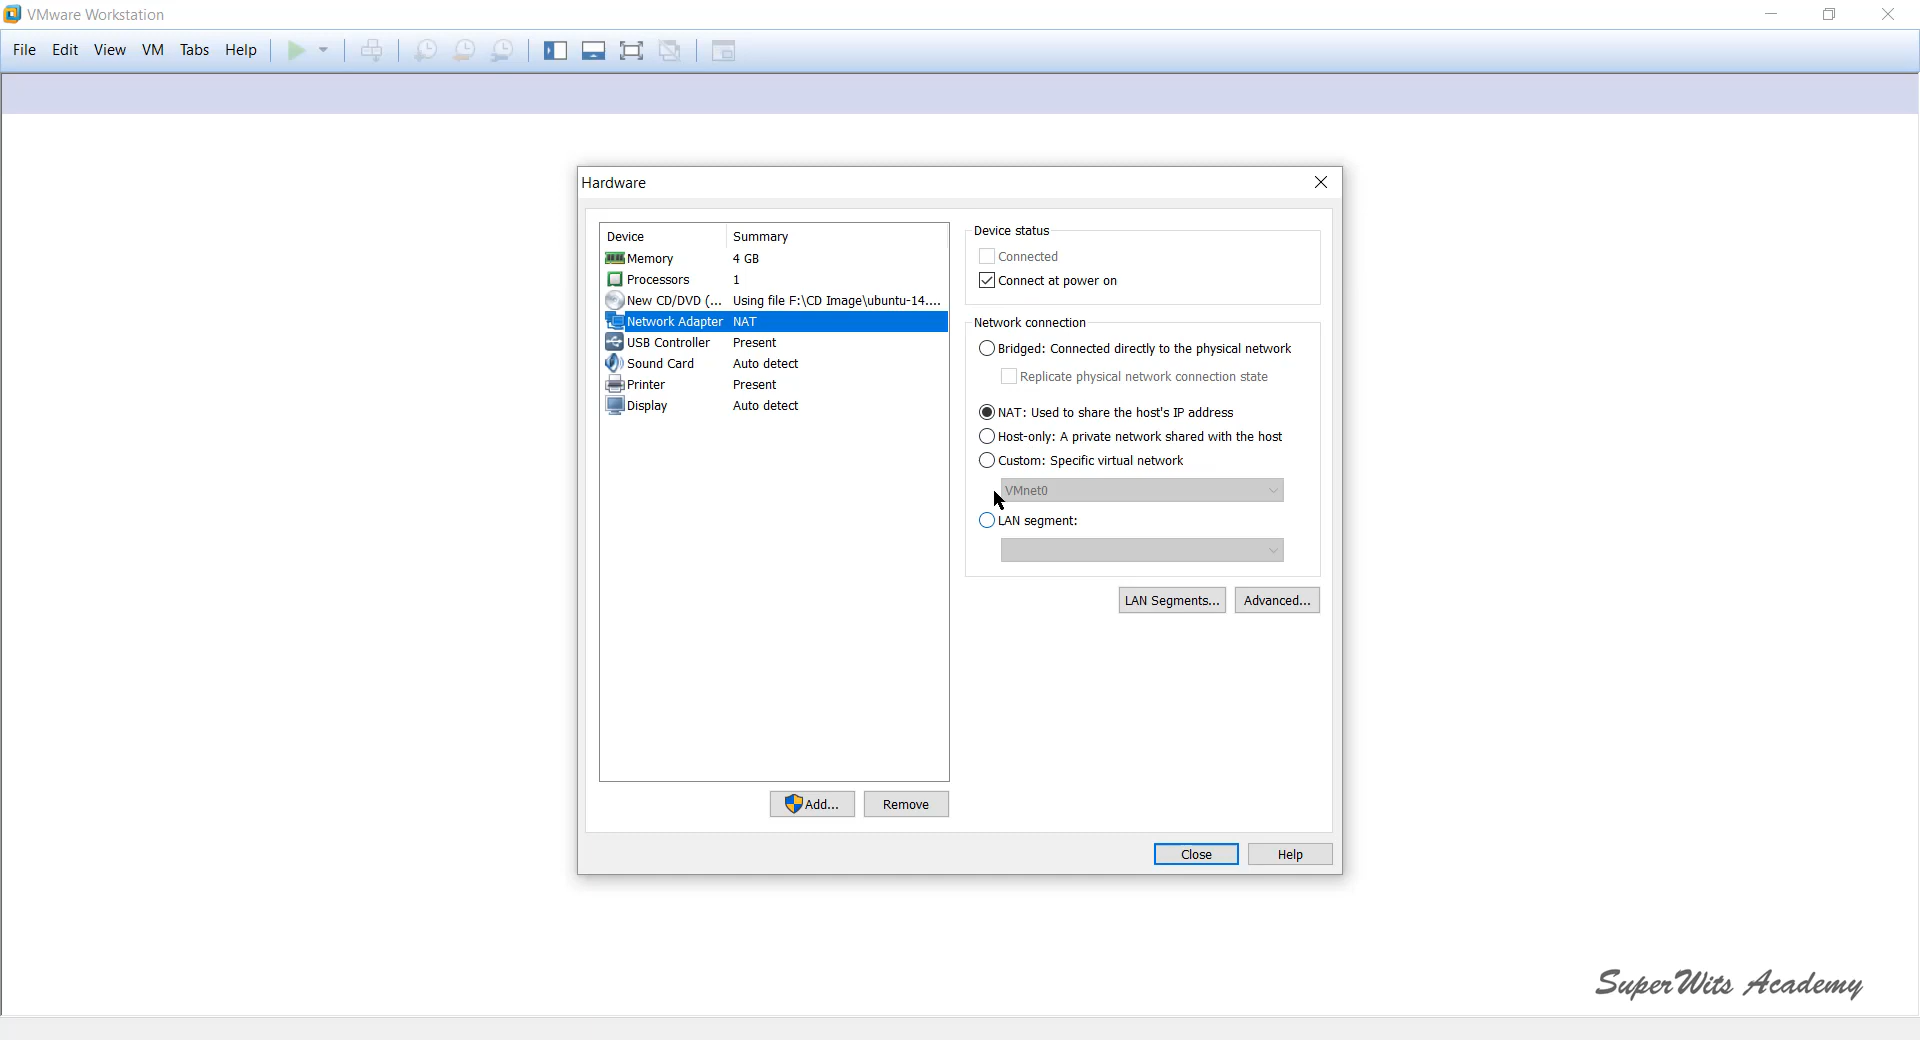 VMware Workstation
File Edit View VM Tabs Help
Hardware
Device Summary
Memory 4 GB
Processors 1
New CD/DVD (... Using file F:\CD Image\ubuntu-14....
Network Adapter NAT
USB Controller Present
Sound Card Auto detect
Printer Present
Display Auto detect
Add... Remove
Device status
Connected
Connect at power on
Network connection
Bridged: Connected directly to the physical network
Replicate physical network connection state
NAT: Used to share the host's IP address
Host-only: A private network shared with the host
Custom: Specific virtual network
VMnet0
LAN segment:
LAN Segments... Advanced...
Close Help
SuperWits Academy